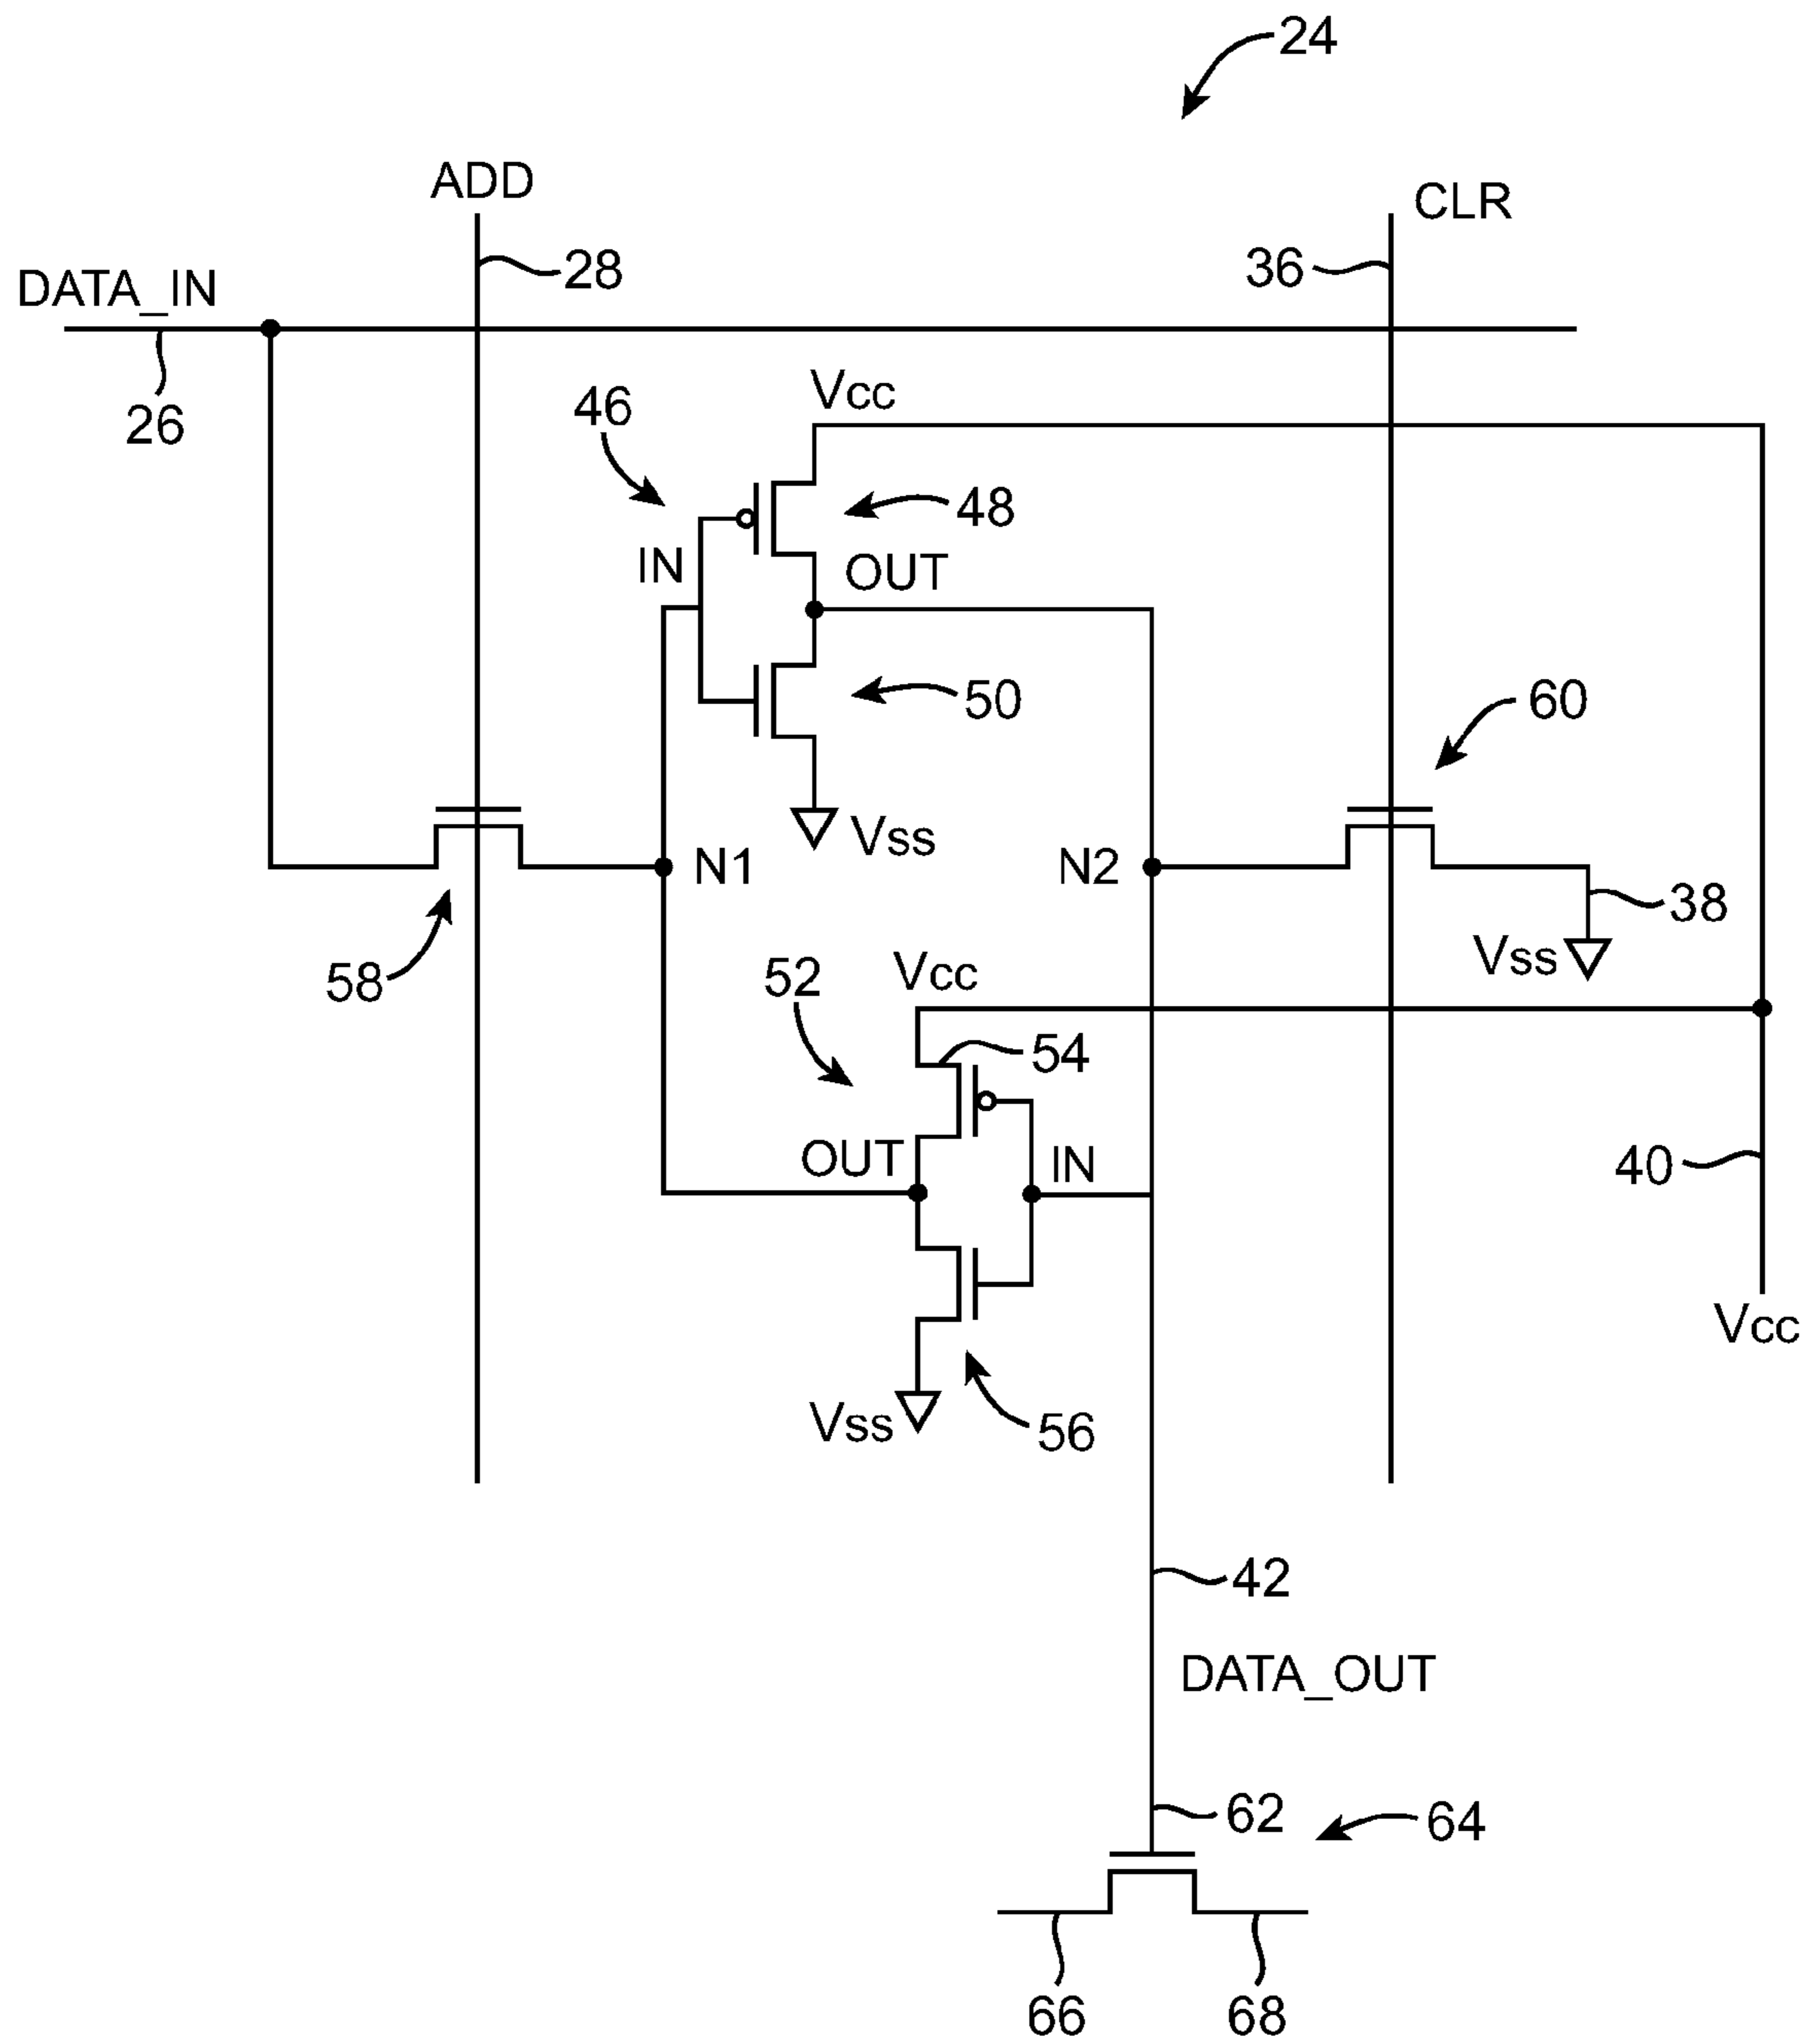 24
ADD
CLR
28
36
DATA_IN
26
Vcc
46
48
IN
OUT
50
60
Vss
N1
N2
38
58
52
Vcc
Vss
54
OUT
IN
40
Vcc
Vss
56
42
DATA_OUT
62
64
66
68